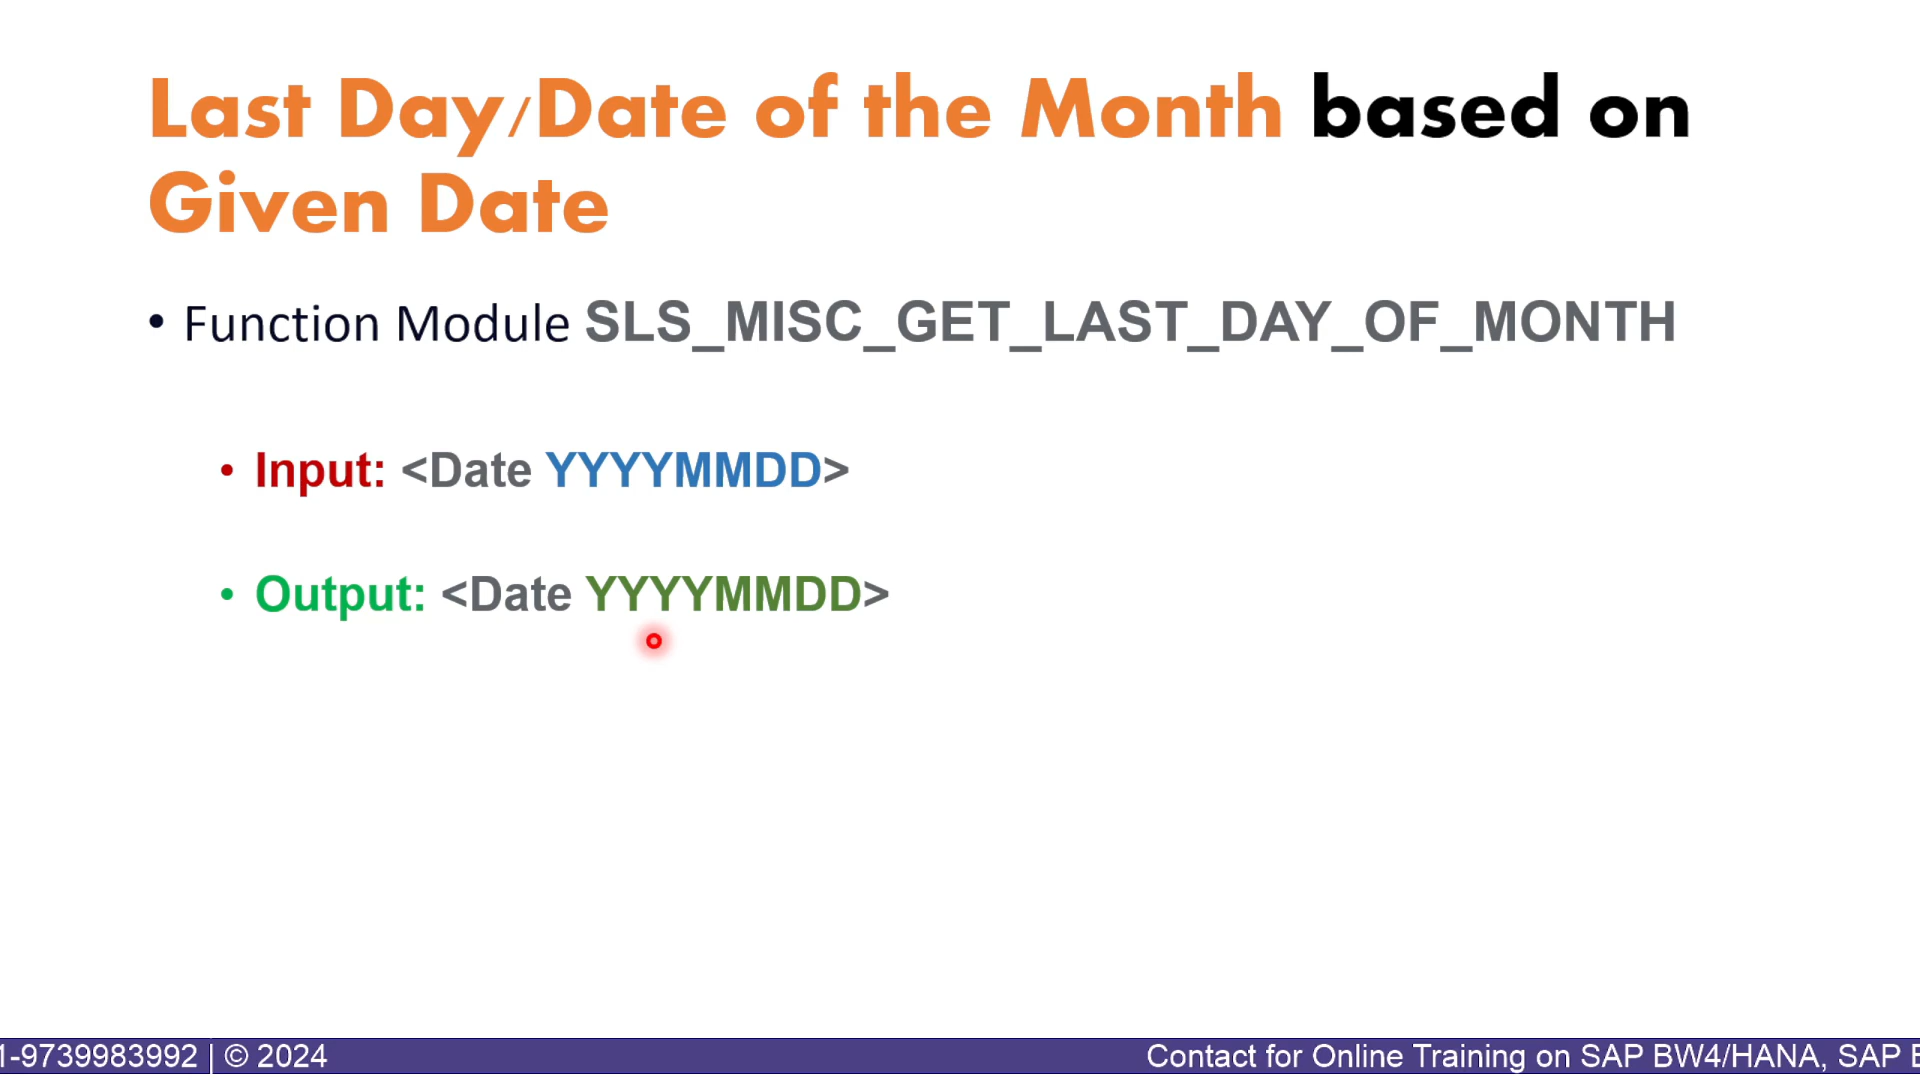 Last Day/Date of the Month based on
Given Date
• Function Module SLS_MISC_GET_LAST_DAY_OF_MONTH
• Input: <Date YYYYMMDD>
• Output: <Date YYYYMMDD>
1-9739983992 | © 2024 Contact for Online Training on SAP BW4/HANA, SAP